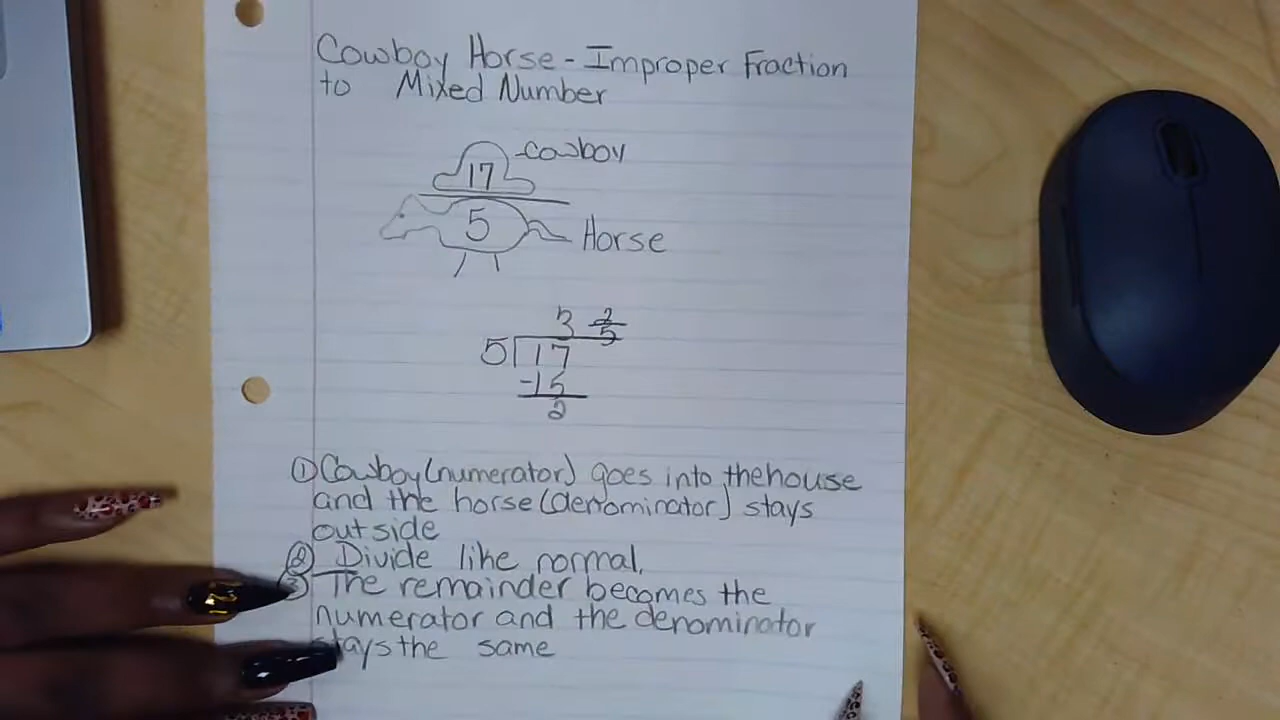 Cowboy Horse - Improper Fraction
to Mixed Number
17 -cowboy
5 Horse
3 2/5
5 17
-15
2
① Cowboy(numerator) goes into the house
and the horse(denominator) stays
outside
② Divide like normal.
③ The remainder becomes the
numerator and the denominator
stays the same